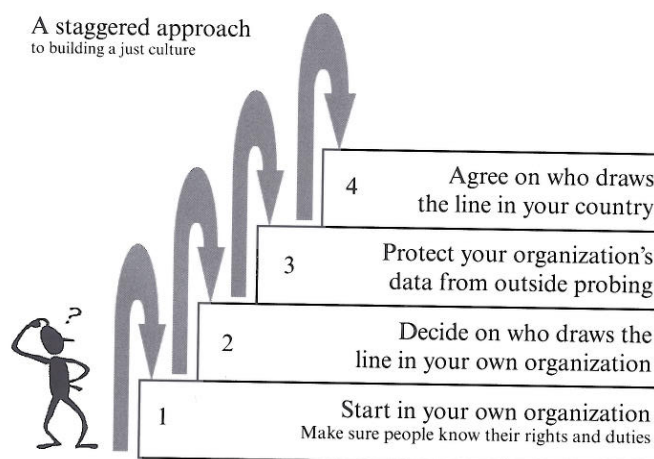 A staggered approach
to building a just culture
4
Agree on who draws
the line in your country
3
Protect your organization's
data from outside probing
2
Decide on who draws the
line in your own organization
1
Start in your own organization
Make sure people know their rights and duties
?